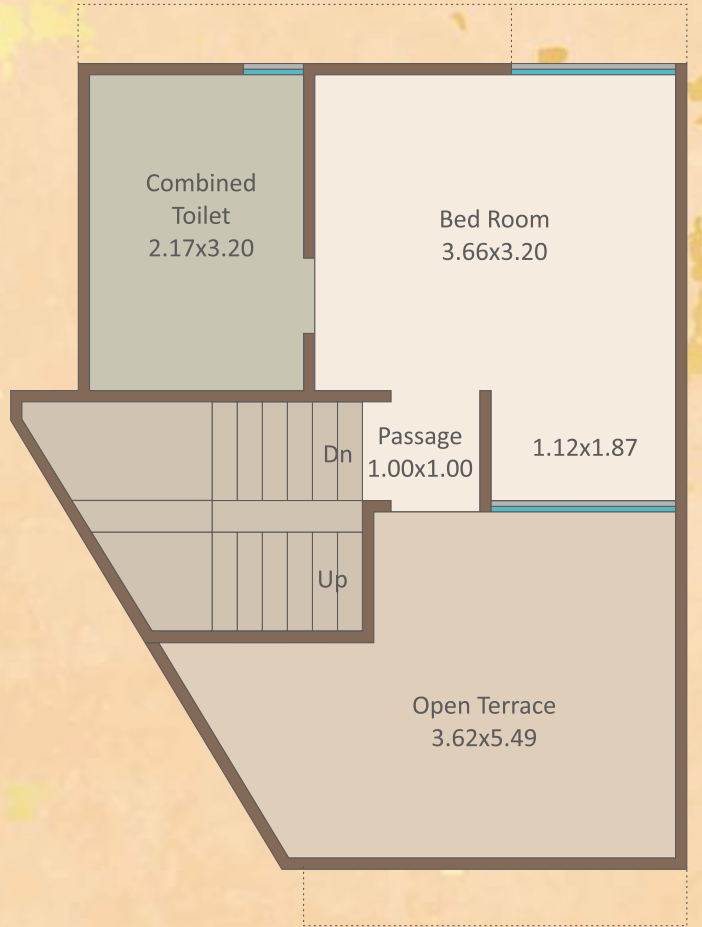 Combined
Toilet
2.17x3.20
Bed Room
3.66x3.20
Dn
Passage
1.00x1.00
1.12x1.87
Up
Open Terrace
3.62x5.49